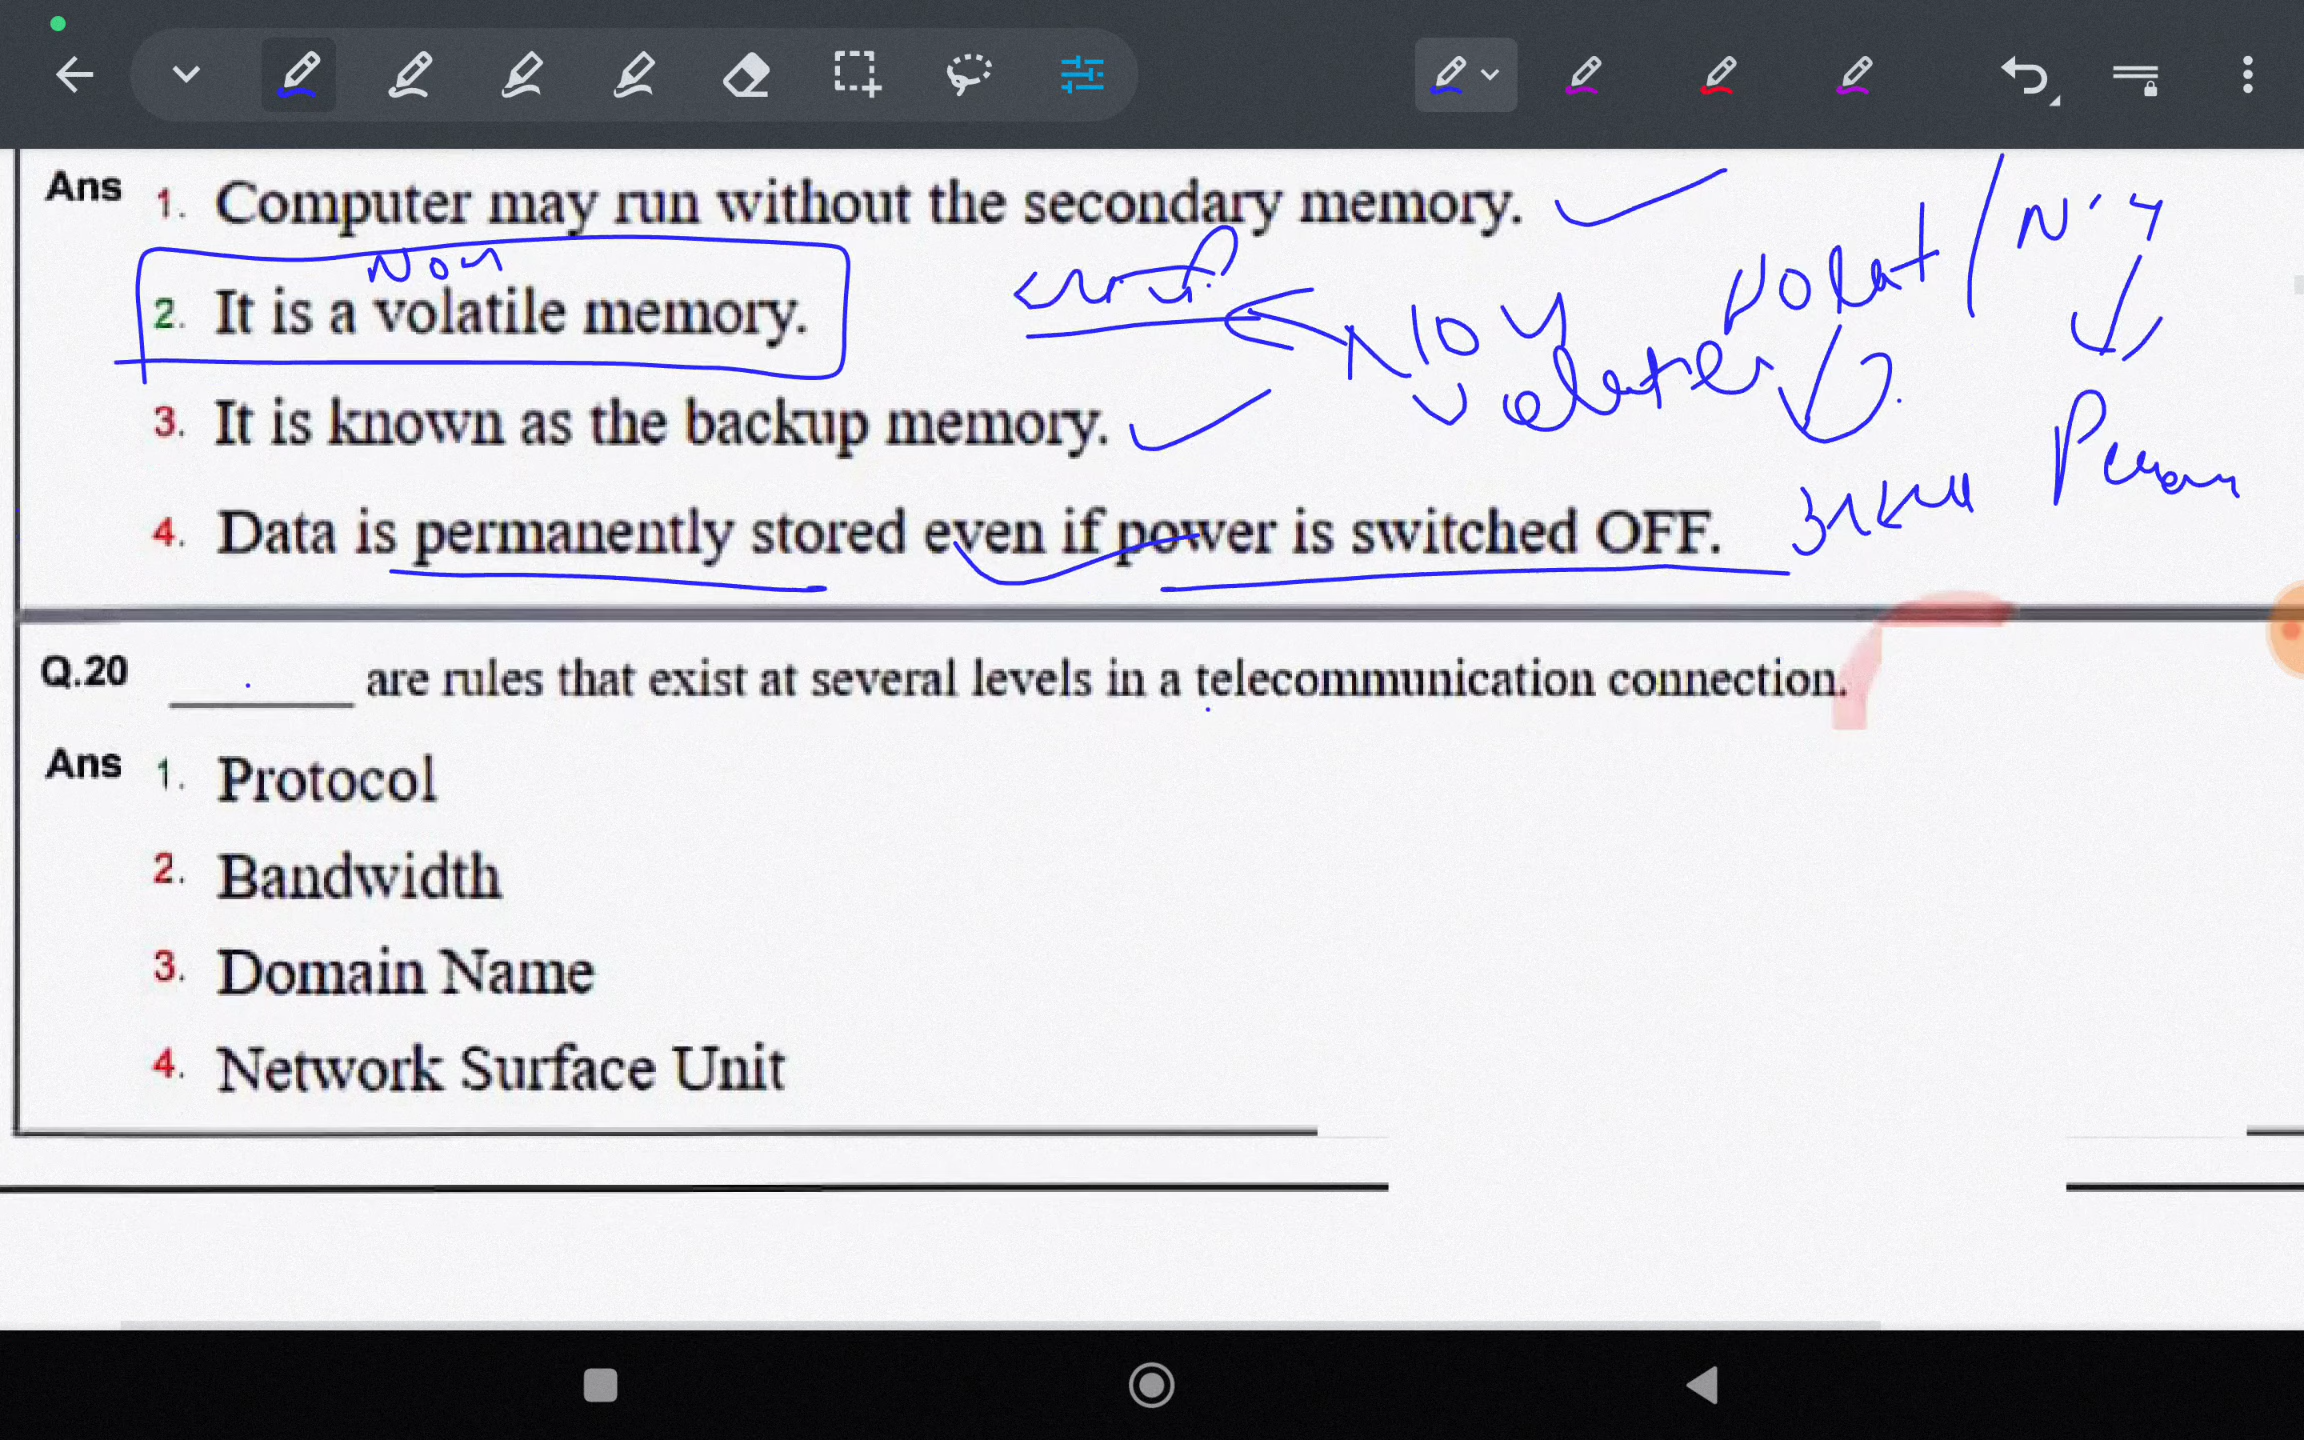 Ans 1. Computer may run without the secondary memory.
Non
2. It is a volatile memory.
3. It is known as the backup memory.
4. Data is permanently stored even if power is switched OFF.
Volat / N.V
Non
Q.20 ________ are rules that exist at several levels in a telecommunication connection.
Ans 1. Protocol
2. Bandwidth
3. Domain Name
4. Network Surface Unit